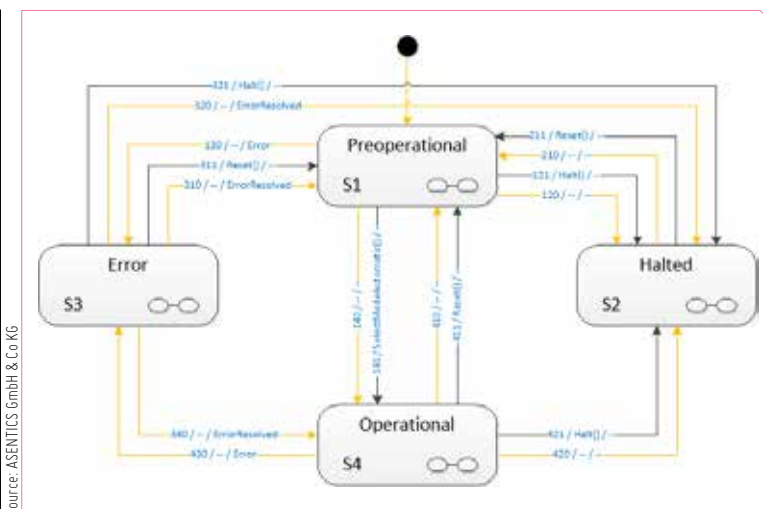 321 / Halt() / --
320 / -- / ErrorResolved
130 / -- / Error
311 / Reset() / --
310 / -- / ErrorResolved
Preoperational
S1
211 / Reset() / --
210 / -- / --
121 / Halt() / --
120 / -- / --
Error
S3
Halted
S2
140 / -- / --
/ SelectModeAutomatic() / --
410 / -- / --
411 / Reset() / --
340 / -- / ErrorResolved
430 / -- / Error
Operational
S4
421 / Halt() / --
420 / -- / --
ource: ASENTICS GmbH & Co KG